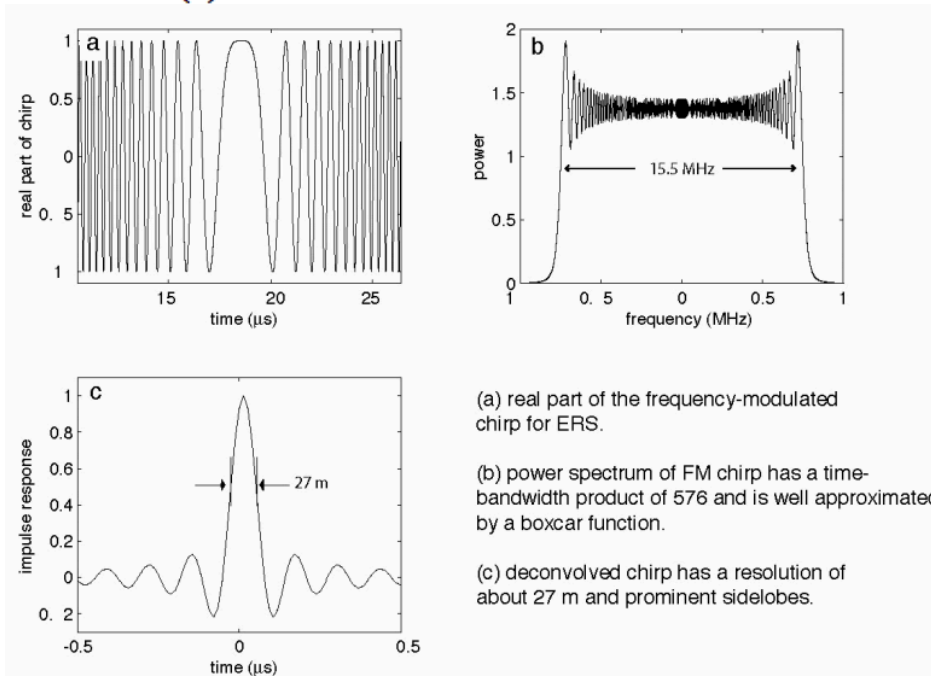 a
real part of chirp
1
0.5
0
0. 5
1
15
20
25
time (μs)
b
power
2
1.5
1
0.5
0
15.5 MHz
1
0. 5
0
0.5
1
frequency (MHz)
c
impulse response
1
0.8
0.6
0.4
0.2
0
0. 2
27 m
-0.5
0
0.5
time (μs)
(a) real part of the frequency-modulated
chirp for ERS.
(b) power spectrum of FM chirp has a time-
bandwidth product of 576 and is well approximated
by a boxcar function.
(c) deconvolved chirp has a resolution of
about 27 m and prominent sidelobes.